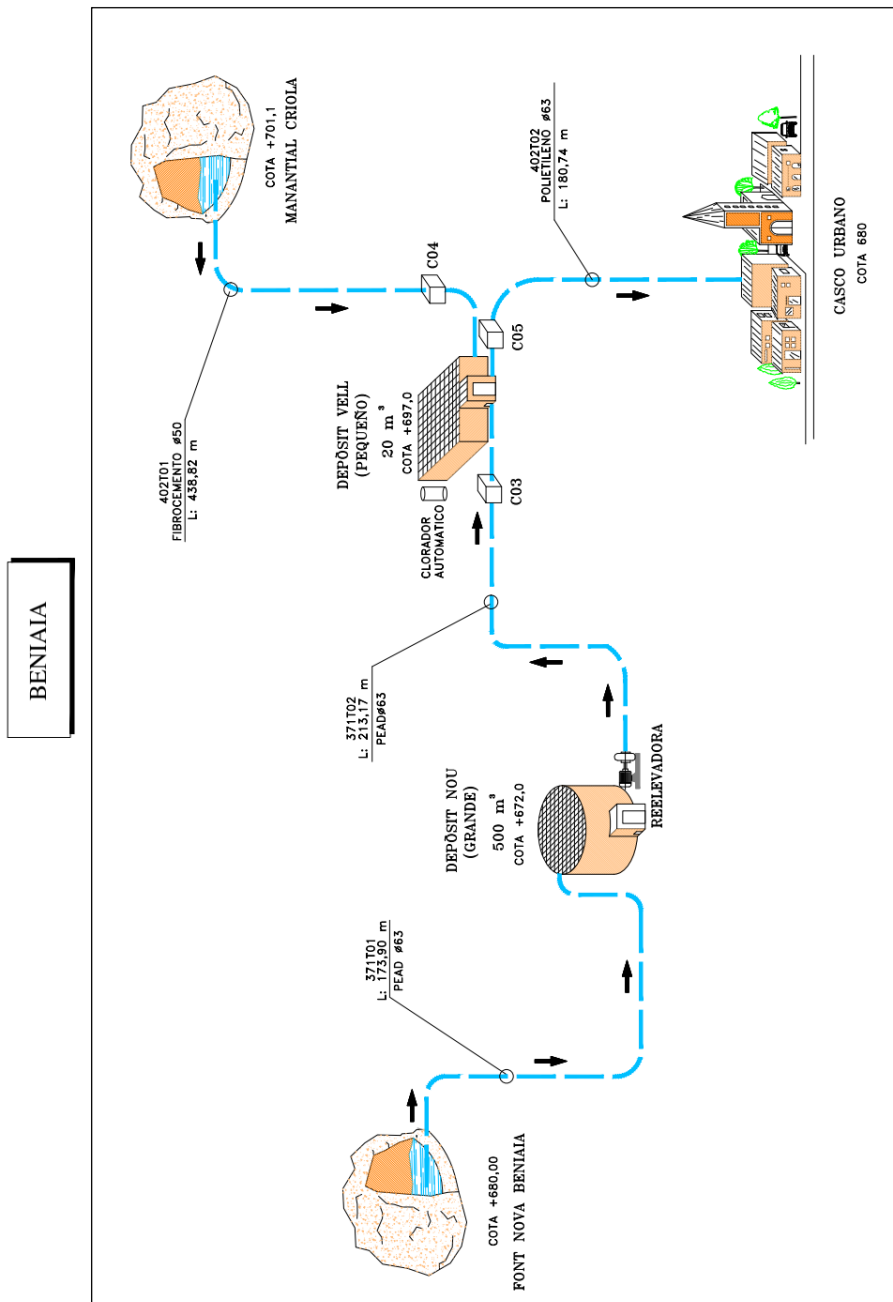 BENIAIA
COTA +701,1
MANANTIAL CRIOLA
402T01
FIBROCEMENTO ø50
L: 438,82 m
C04
402T02
POLIETILENO ø63
L: 180,74 m
C05
DEPÒSIT VELL
(PEQUEÑO)
20 m³
COTA +697,0
CLORADOR
AUTOMATICO
C03
CASCO URBANO
COTA 680
371T02
L: 213,17 m
PEADø63
DEPÒSIT NOU
(GRANDE)
500 m³
COTA +672,0
REELEVADORA
371T01
L: 173,90 m
PEAD ø63
COTA +680,00
FONT NOVA BENIAIA